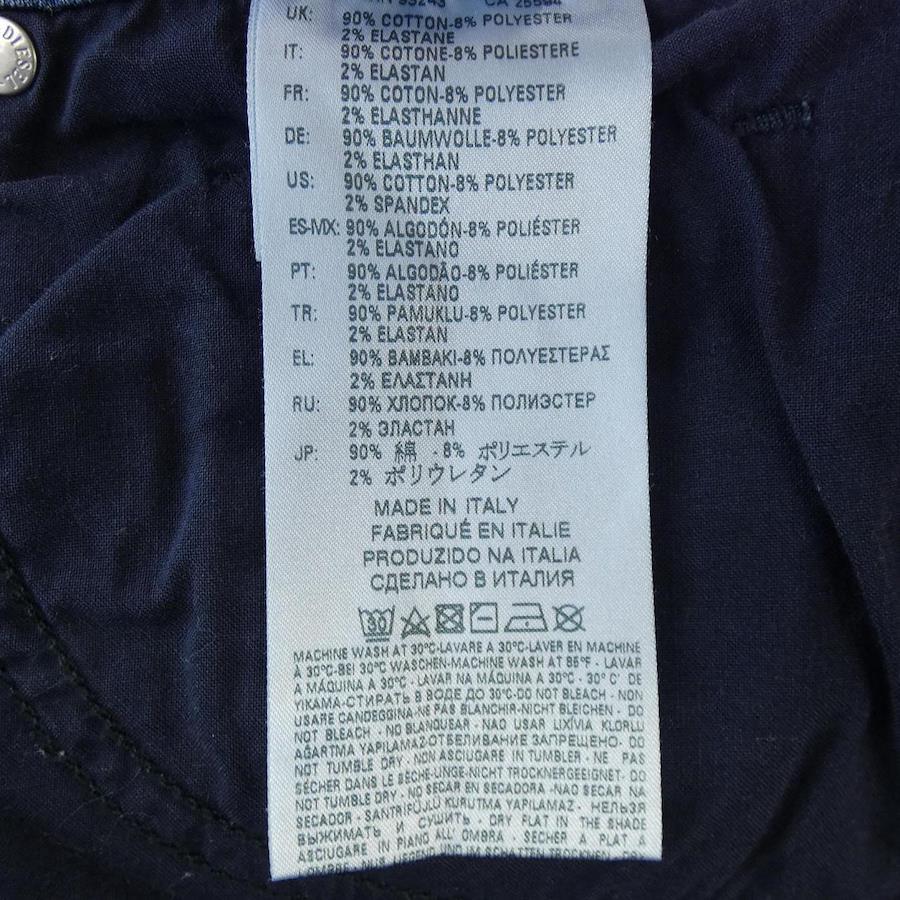 DIES
UK: 90% COTTON-8% POLYESTER
2% ELASTANE
IT: 90% COTONE-8% POLIESTERE
2% ELASTAN
FR: 90% COTON-8% POLYESTER
2% ELASTHANNE
DE: 90% BAUMWOLLE-8% POLYESTER
2% ELASTHAN
US: 90% COTTON-8% POLYESTER
2% SPANDEX
ES-MX: 90% ALGODÓN-8% POLIÉSTER
2% ELASTANO
PT: 90% ALGODÃO-8% POLIÉSTER
2% ELASTANO
TR: 90% PAMUKLU-8% POLYESTER
2% ELASTAN
EL: 90% BAMBAKI-8% ΠΟΛΥΕΣΤΕΡΑΣ
2% ΕΛΑΣΤΑΝΗ
RU: 90% ХЛОПОК-8% ПОЛИЭСТЕР
2% ЭЛАСТАН
JP: 90% 綿 - 8% ポリエステル
2% ポリウレタン
MADE IN ITALY
FABRIQUÉ EN ITALIE
PRODUZIDO NA ITALIA
СДЕЛАНО В ИТАЛИЯ
30
MACHINE WASH AT 30°C-LAVARE A 30°C-LAVER EN MACHINE
À 30°C-BEI 30°C WASCHEN-MACHINE WASH AT 85°F - LAVAR
A MÁQUINA A 30°C - LAVAR À MÁQUINA A 30°C - 30° C' DE
YIKAMA-СТИРАТЬ В ВОДЕ ДО 30°C-DO NOT BLEACH - NON
USARE CANDEGGINA-NE PAS BLANCHIR-NICHT BLEICHEN - DO
NOT BLEACH - NO BLANQUEAR - NAO USAR LIXÍVIA KLORLU
AĞARTMA YAPILAMAZ-ОТБЕЛИВАНИЕ ЗАПРЕЩЕНО- DO
NOT TUMBLE DRY - NON ASCIUGARE IN TUMBLER - NE PAS
SÉCHER DANS LE SÈCHE-LINGE-NICHT TROCKNERGEEIGNET- DO
NOT TUMBLE DRY - NO SECAR EN SECADORA -NAO SECAR NA
SECADOR - SANTRIFÜJLÜ KURUTMA YAPILAMAZ - НЕЛЬЗЯ
ВЫЖИМАТЬ И СУШИТЬ - DRY FLAT IN THE SHADE
ASCIUGARE IN PIANO ALL' OMBRA - SÉCHER A PLAT A
L'OMBRE - LIEGEN UND IM SCHATTEN TROCKNEN- DRY